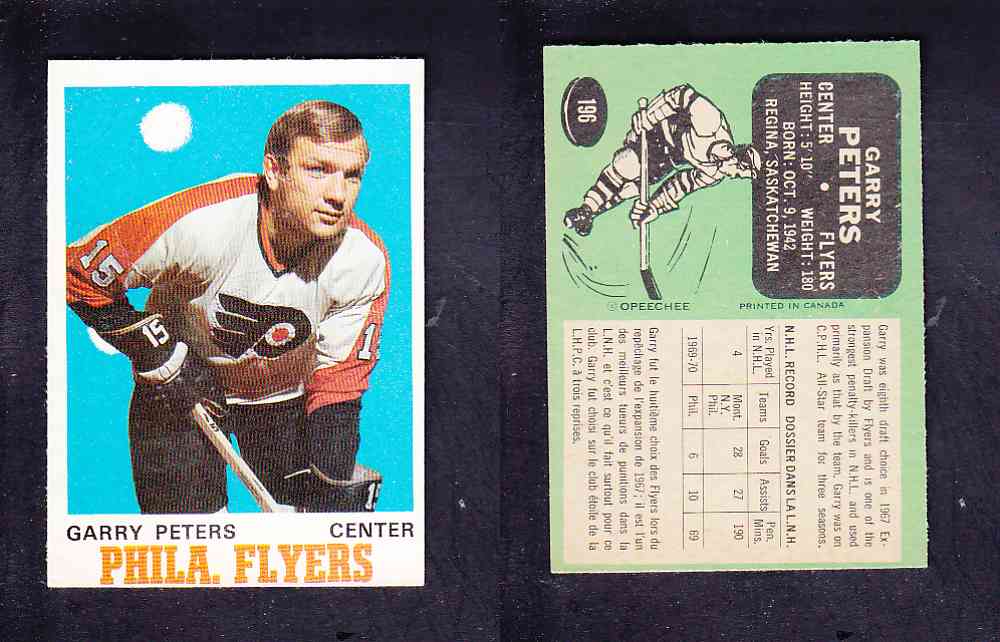 15
15
1
15
GARRY PETERS CENTER
PHILA. FLYERS
196
GARRY
PETERS
CENTER • FLYERS
HEIGHT: 5'10" WEIGHT: 180
BORN: OCT. 9, 1942
REGINA, SASKATCHEWAN
© OPEECHEE PRINTED IN CANADA
Garry was eighth draft choice in 1967 Ex-
pansion Draft by Flyers and is one of the
strongest penalty-killers in N.H.L. and used
primarily as that by the team. Garry was on
C.P.H.L. All-Star team for three seasons.
N.H.L. RECORD DOSSIER DANS LA L.N.H.
Yrs. Played in N.H.L. Teams Goals Assists Pen. Mins.
4 Mont. N.Y. Phil. 28 27 190
1969-70 Phil. 6 10 69
Garry fut le huitième choix des Flyers lors du
repêchage de l'expansion de 1967; il est l'un
des meilleurs tueurs de punitions dans la
L.N.H. et c'est ce qu'il fait surtout pour ce
club. Garry fut choisi sur le club étoile de la
L.H.P.C. à trois reprises.